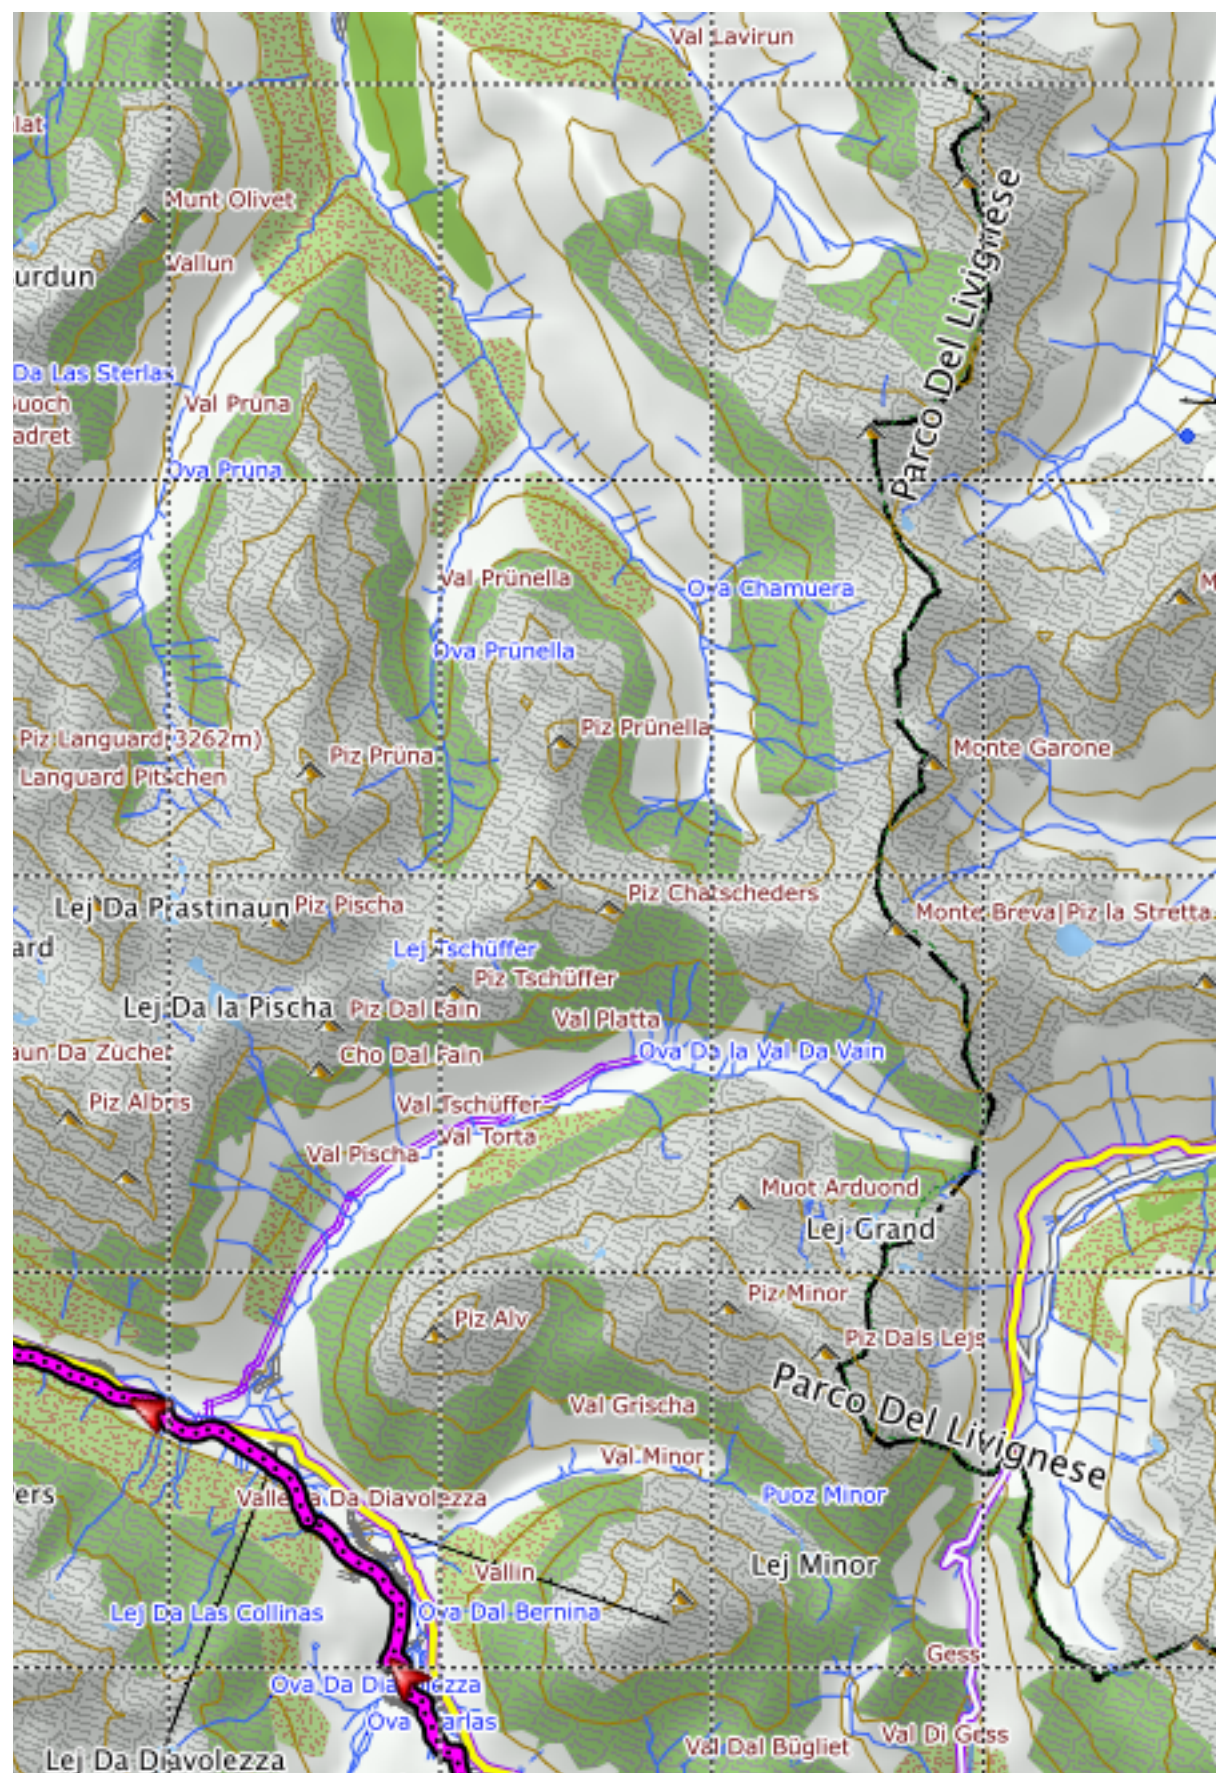 Val Lavirun
lat
Munt Olivet
Parco Del Livignese
Vallun
urdun
Da Las Sterlas
Val Prüna
uoch
adret
Ova Prüna
Val Prünella
Ova Chamuera
M
Ova Prünella
Piz Prünella
Piz Languard(3262m)
Monte Garone
Piz Prüna
Languard Pitschen
Piz Chatscheders
Piz Pischa
Lej Da Prastinaun
Monte Breva|Piz la Stretta
ard
Lej Tschüffer
Piz Tschüffer
Lej Da la Pischa
Piz Dal Fain
Val Platta
aun Da Zücher
Cho Dal Fain
Ova Da la Val Da Vain
Piz Albris
Val Tschüffer
Val Torta
Val Pischa
Muot Arduond
Lej Grand
Piz Minor
Piz Alv
Piz Dals Lejs
Parco Del Livignese
Val Grischa
Val Minor
ers
Puoz Minor
Lej Minor
Vallin
Lej Da Las Collinas
Ova Dal Bernina
Gess
Val Di Gess
Val Dal Bügliet
Lej Da Diavolezza